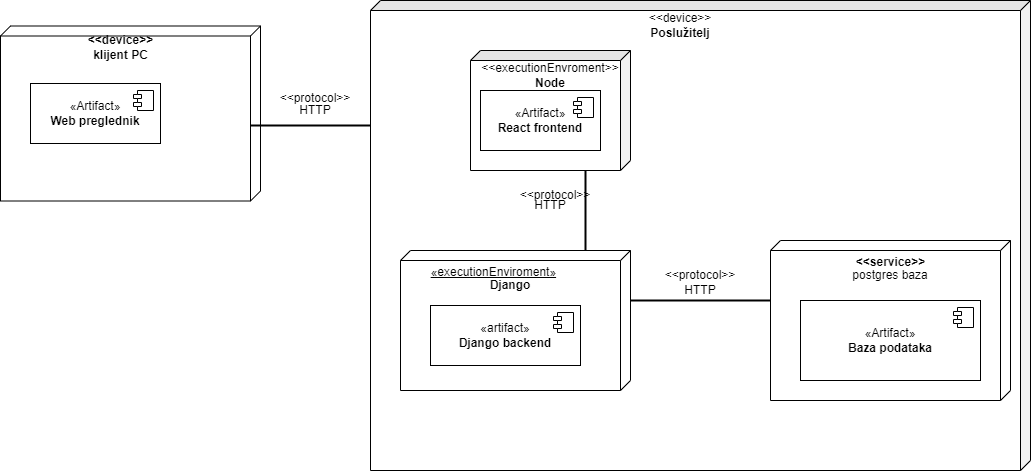 <<device>>
klijent PC
«Artifact»
Web preglednik
<<protocol>>
HTTP
<<device>>
Poslužitelj
<<executionEnvroment>>
Node
«Artifact»
React frontend
<<protocol>>
HTTP
«executionEnviroment»
Django
«artifact»
Django backend
<<protocol>>
HTTP
<<service>>
postgres baza
«Artifact»
Baza podataka